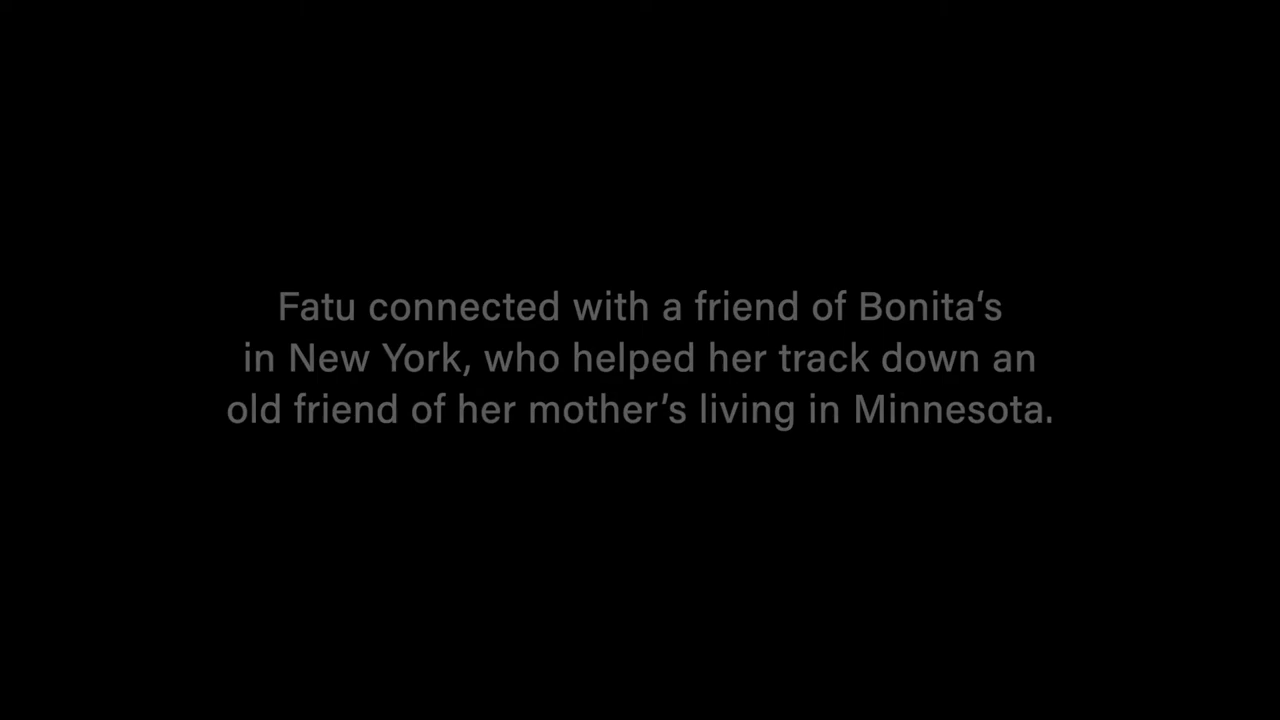 Fatu connected with a friend of Bonita‘s
in New York, who helped her track down an
old friend of her mother’s living in Minnesota.